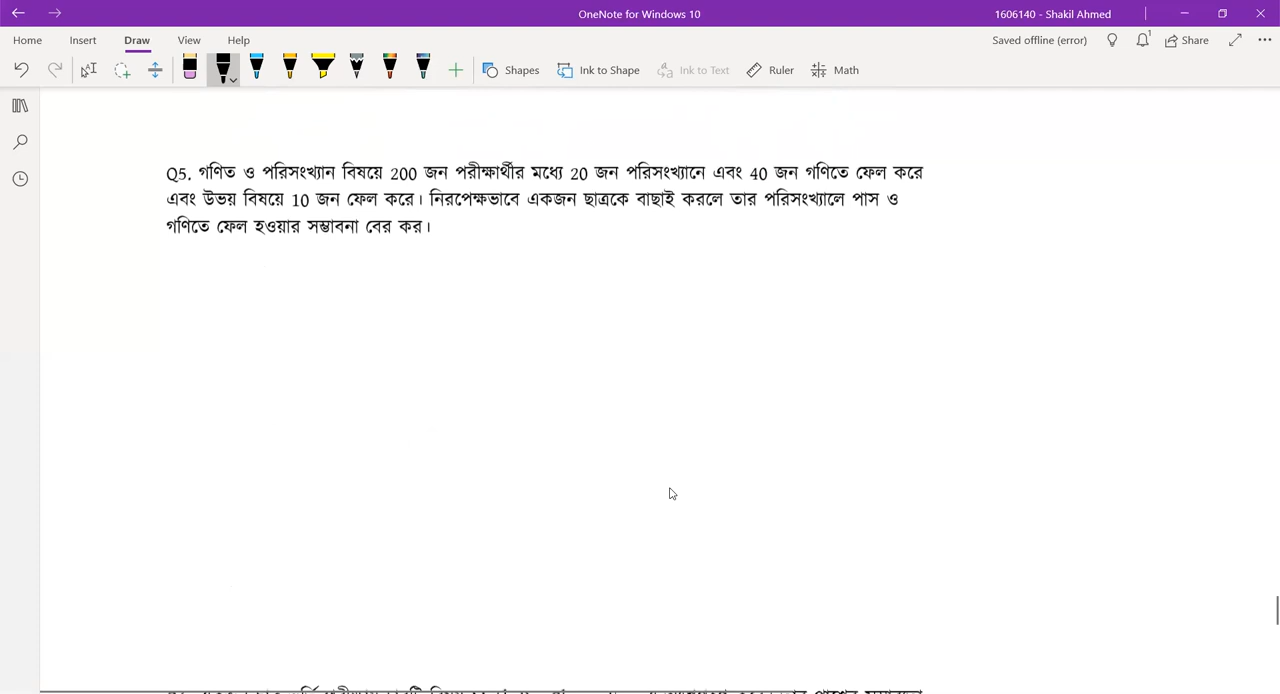 OneNote for Windows 10
1606140 - Shakil Ahmed
Home Insert Draw View Help
Saved offline (error) 1 Share
Shapes Ink to Shape Ink to Text Ruler Math
Q5. গণিত ও পরিসংখ্যান বিষয়ে 200 জন পরীক্ষার্থীর মধ্যে 20 জন পরিসংখ্যানে এবং 40 জন গণিতে ফেল করে
এবং উভয় বিষয়ে 10 জন ফেল করে। নিরপেক্ষভাবে একজন ছাত্রকে বাছাই করলে তার পরিসংখ্যালে পাস ও
গণিতে ফেল হওয়ার সম্ভাবনা বের কর।